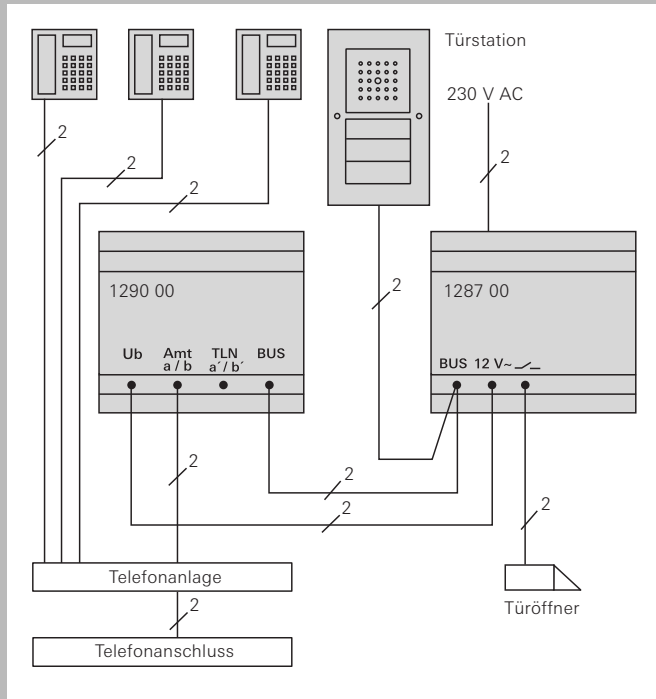 Türstation
230 V AC
2
2
2
2
2
1290 00
1287 00
Ub
Amt
a / b
TLN
a´/ b´
BUS
BUS 12 V~
2
2
2
2
Telefonanlage
Türöffner
2
Telefonanschluss